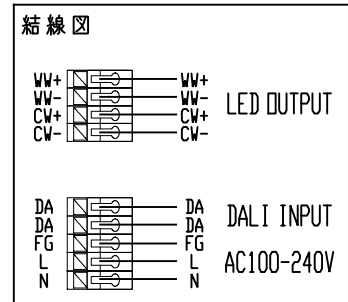 結線図
WW+ WW+
WW- WW- LED OUTPUT
CW+ CW+
CW- CW-
DA DA DALI INPUT
DA DA
FG FG
L L AC100-240V
N N